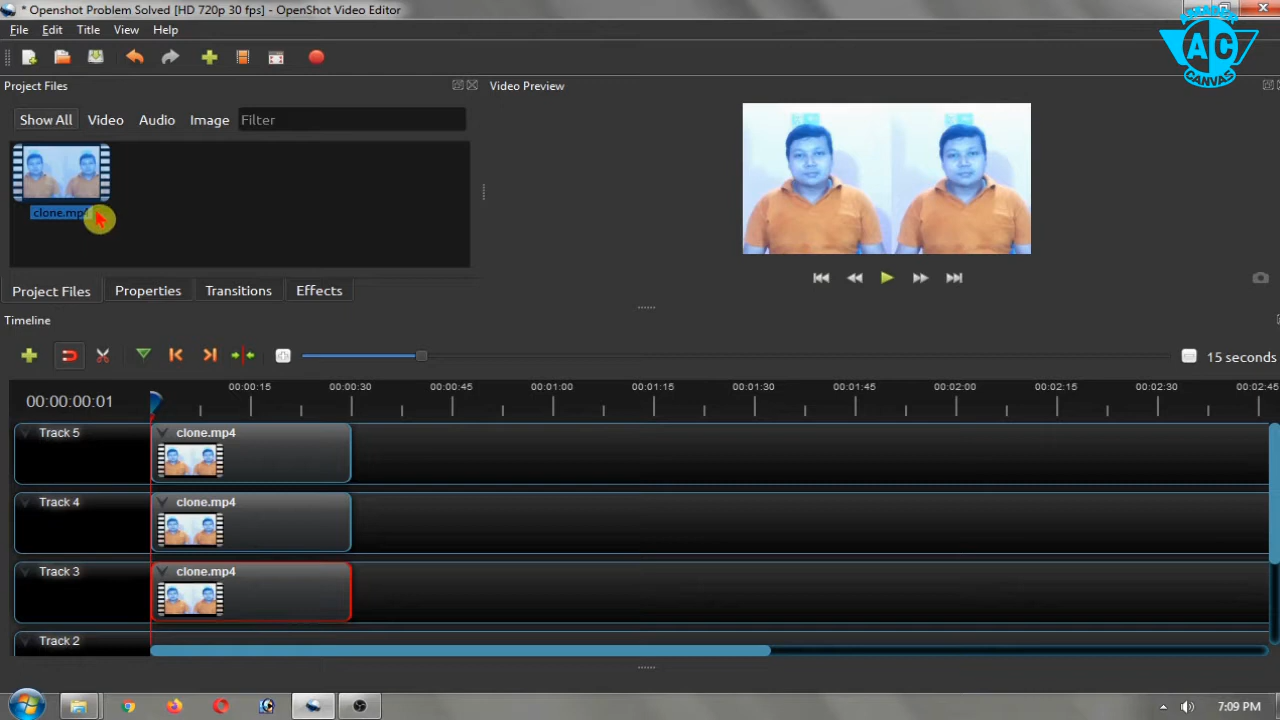 * Openshot Problem Solved [HD 720p 30 fps] - OpenShot Video Editor
File Edit Title View Help
AC
CANVAS
Project Files
Video Preview
Show All Video Audio Image Filter
clone.mp4
Project Files Properties Transitions Effects
Timeline
15 seconds
00:00:00:01
00:00:15 00:00:30 00:00:45 00:01:00 00:01:15 00:01:30 00:01:45 00:02:00 00:02:15 00:02:30 00:02:45
Track 5 clone.mp4
Track 4 clone.mp4
Track 3 clone.mp4
Track 2
7:09 PM